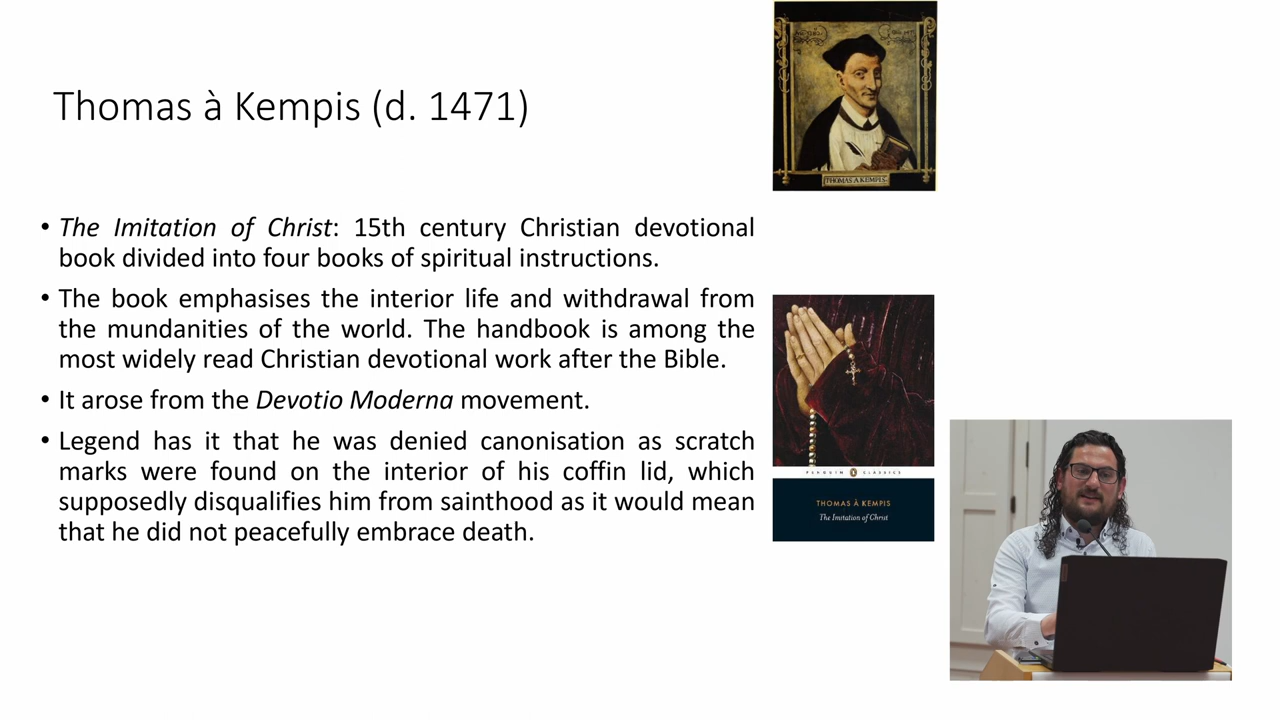 Thomas à Kempis (d. 1471)
• The Imitation of Christ: 15th century Christian devotional
book divided into four books of spiritual instructions.
• The book emphasises the interior life and withdrawal from
the mundanities of the world. The handbook is among the
most widely read Christian devotional work after the Bible.
• It arose from the Devotio Moderna movement.
• Legend has it that he was denied canonisation as scratch
marks were found on the interior of his coffin lid, which
supposedly disqualifies him from sainthood as it would mean
that he did not peacefully embrace death.
THOMAS A KEMPIS.
PENGUIN CLASSICS
THOMAS À KEMPIS
The Imitation of Christ